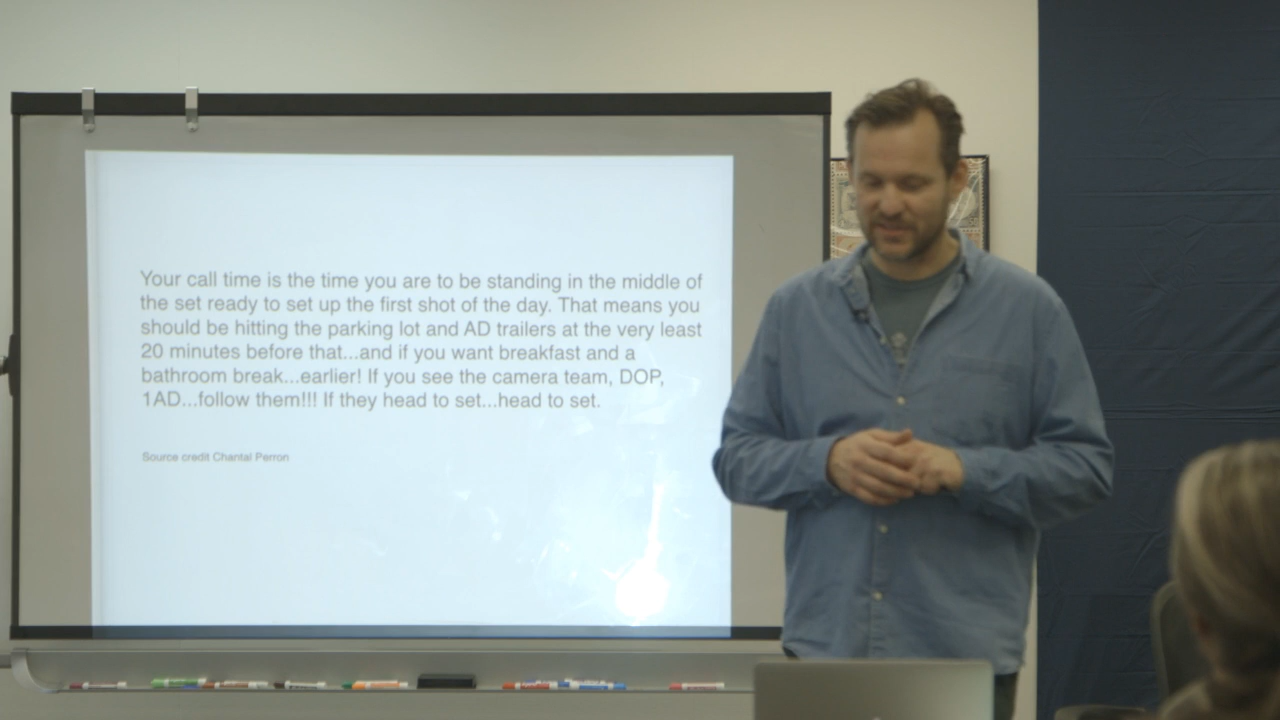 Your call time is the time you are to be standing in the middle of
the set ready to set up the first shot of the day. That means you
should be hitting the parking lot and AD trailers at the very least
20 minutes before that...and if you want breakfast and a
bathroom break...earlier! If you see the camera team, DOP,
1AD...follow them!!! If they head to set...head to set.
Source credit Chantal Perron